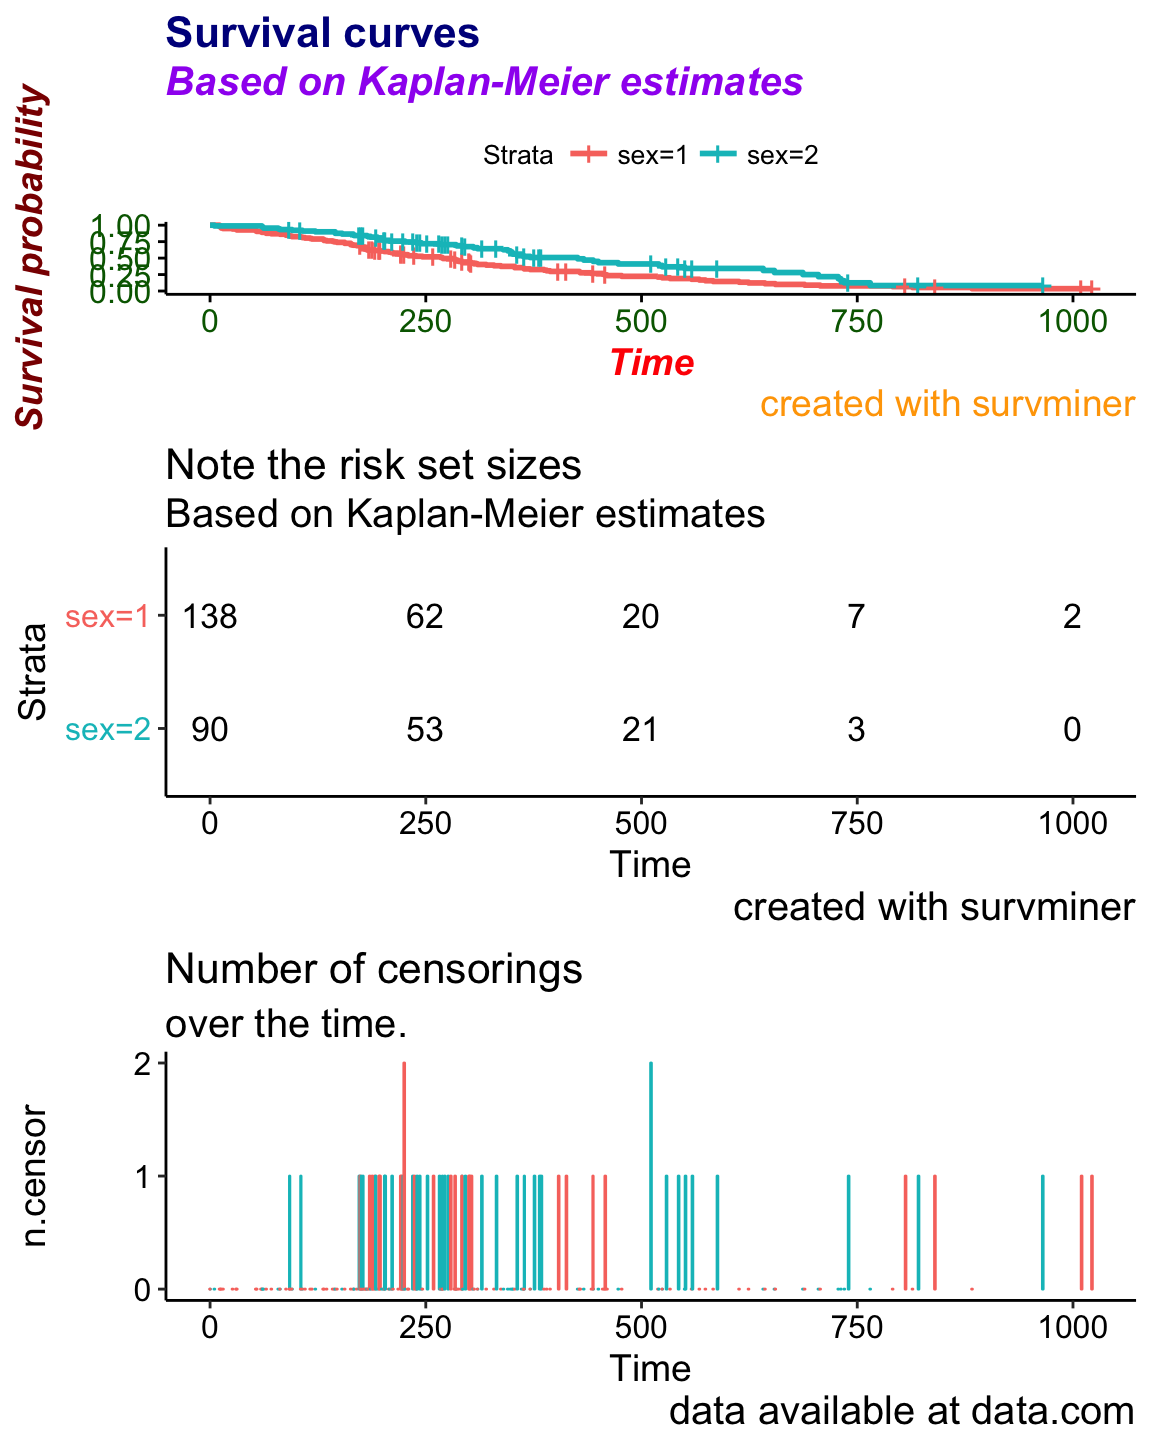 Survival curves
Based on Kaplan-Meier estimates
Strata sex=1 sex=2
Survival probability
1.00
0.75
0.50
0.25
0.00
0 250 500 750 1000
Time
created with survminer
Note the risk set sizes
Based on Kaplan-Meier estimates
Strata
sex=1 138 62 20 7 2
sex=2 90 53 21 3 0
0 250 500 750 1000
Time
created with survminer
Number of censorings
over the time.
n.censor
2
1
0
0 250 500 750 1000
Time
data available at data.com